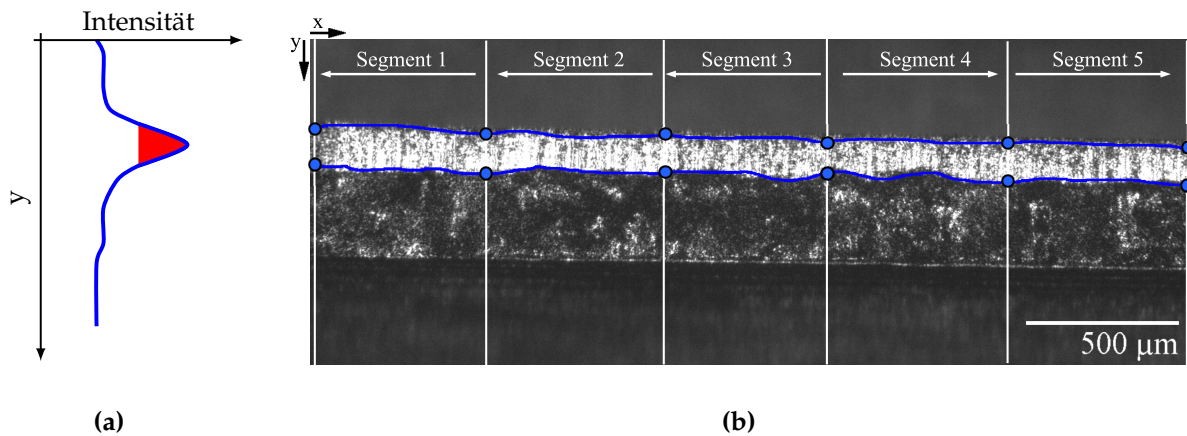 Intensität
y
x
y
Segment 1
Segment 2
Segment 3
Segment 4
Segment 5
500 µm
(a)
(b)